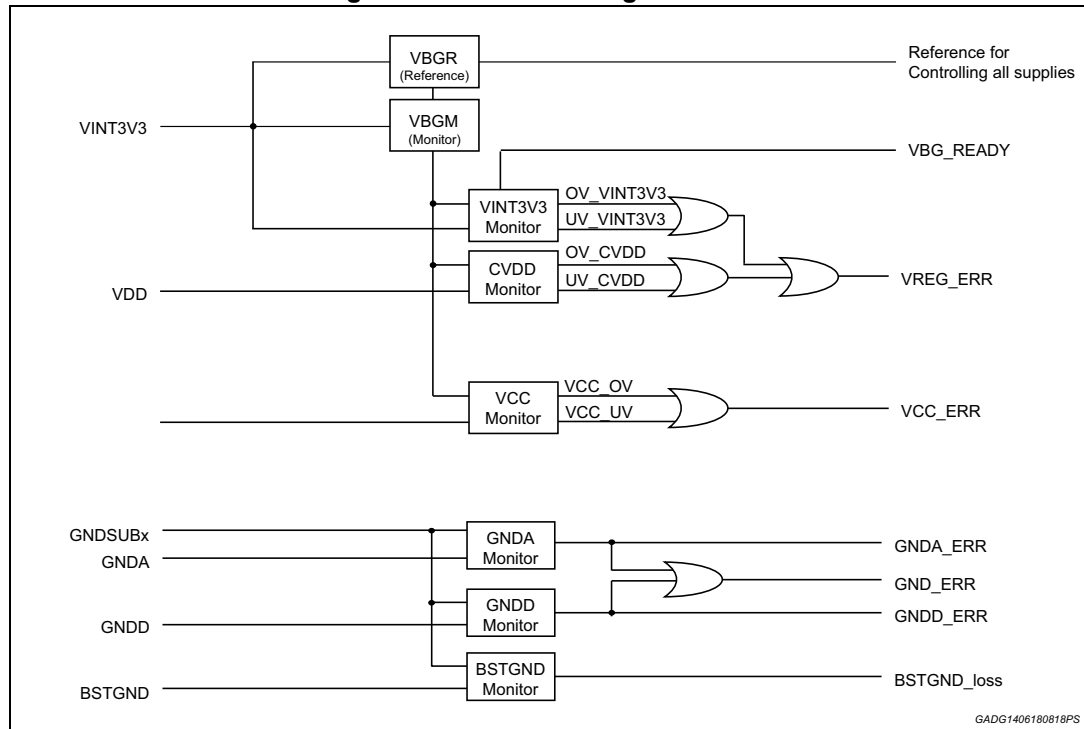 VBGR
(Reference)
Reference for
Controlling all supplies
VINT3V3
VBGM
(Monitor)
VBG_READY
VINT3V3
Monitor
OV_VINT3V3
UV_VINT3V3
CVDD
Monitor
OV_CVDD
UV_CVDD
VREG_ERR
VDD
VCC
Monitor
VCC_OV
VCC_UV
VCC_ERR
GNDSUBx
GNDA
GNDA
Monitor
GNDA_ERR
GND_ERR
GNDD
GNDD
Monitor
GNDD_ERR
BSTGND
BSTGND
Monitor
BSTGND_loss
GADG1406180818PS